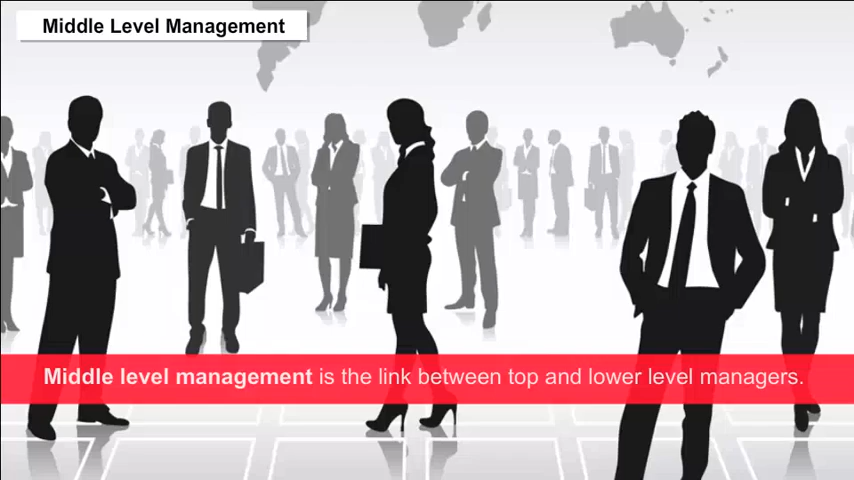 Middle Level Management
Middle level management is the link between top and lower level managers.